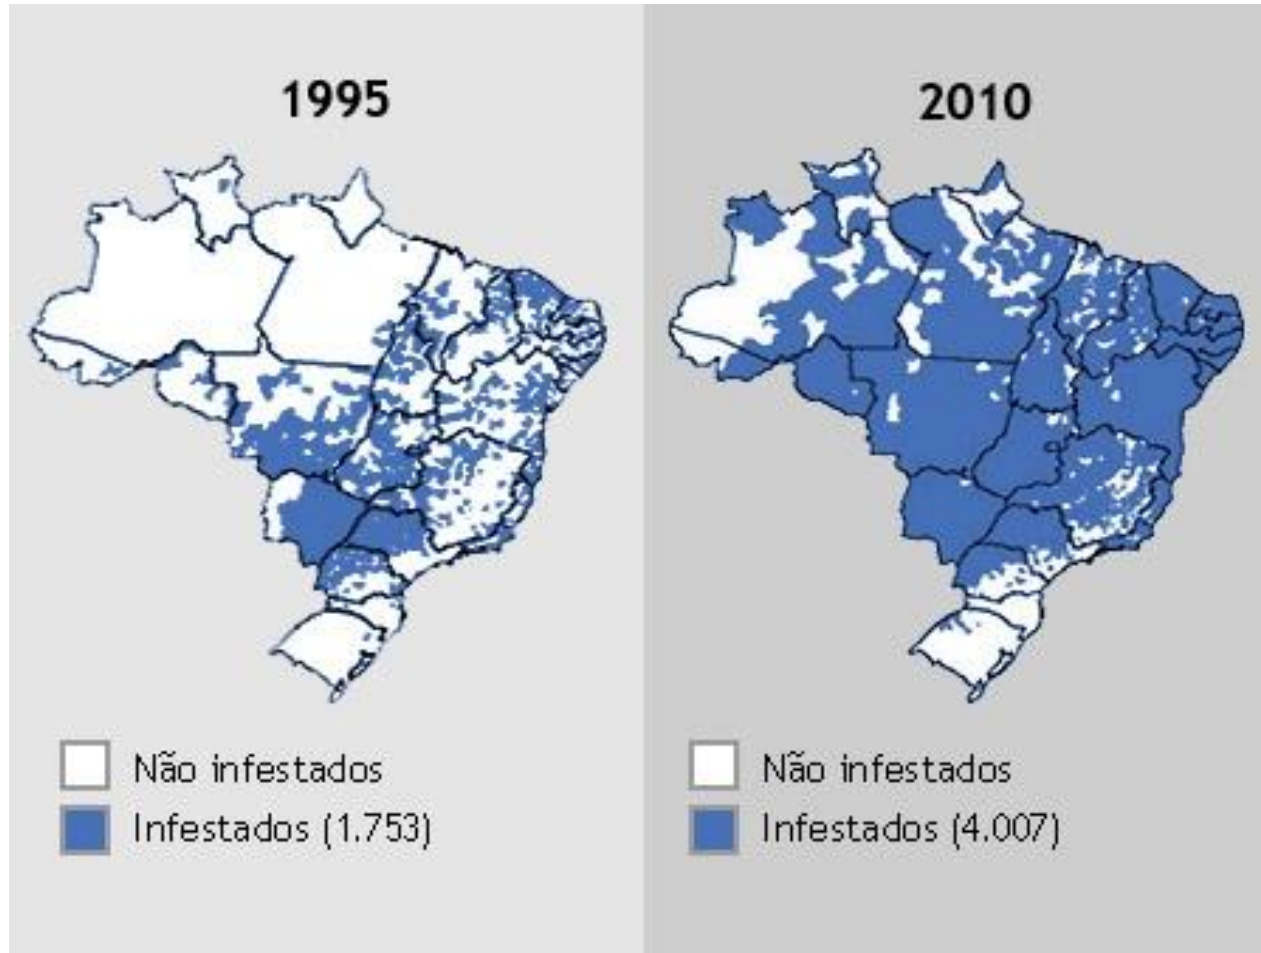 1995
Não infestados
Infestados (1.753)
2010
Não infestados
Infestados (4.007)